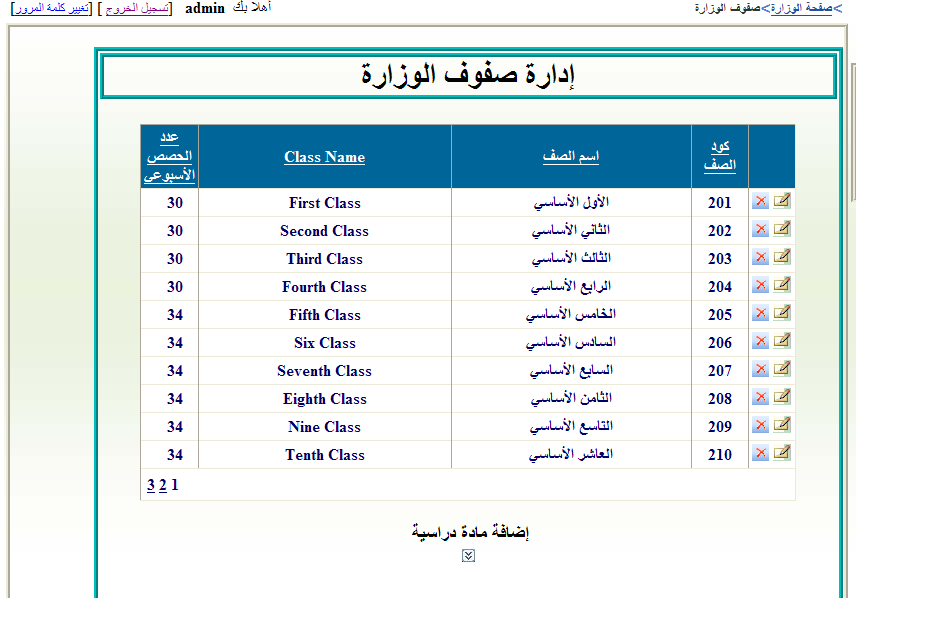 >صفحة الوزارة>صفوف الوزارة
أهلا بك admin [تسجيل الخروج ] [تغيير كلمة المرور]
إدارة صفوف الوزارة
كود الصف اسم الصف Class Name عدد الحصص الأسبوعي
201 الأول الأساسي First Class 30
202 الثاني الأساسي Second Class 30
203 الثالث الأساسي Third Class 30
204 الرابع الأساسي Fourth Class 30
205 الخامس الأساسي Fifth Class 34
206 السادس الأساسي Six Class 34
207 السابع الأساسي Seventh Class 34
208 الثامن الأساسي Eighth Class 34
209 التاسع الأساسي Nine Class 34
210 العاشر الأساسي Tenth Class 34
1 2 3
إضافة مادة دراسية